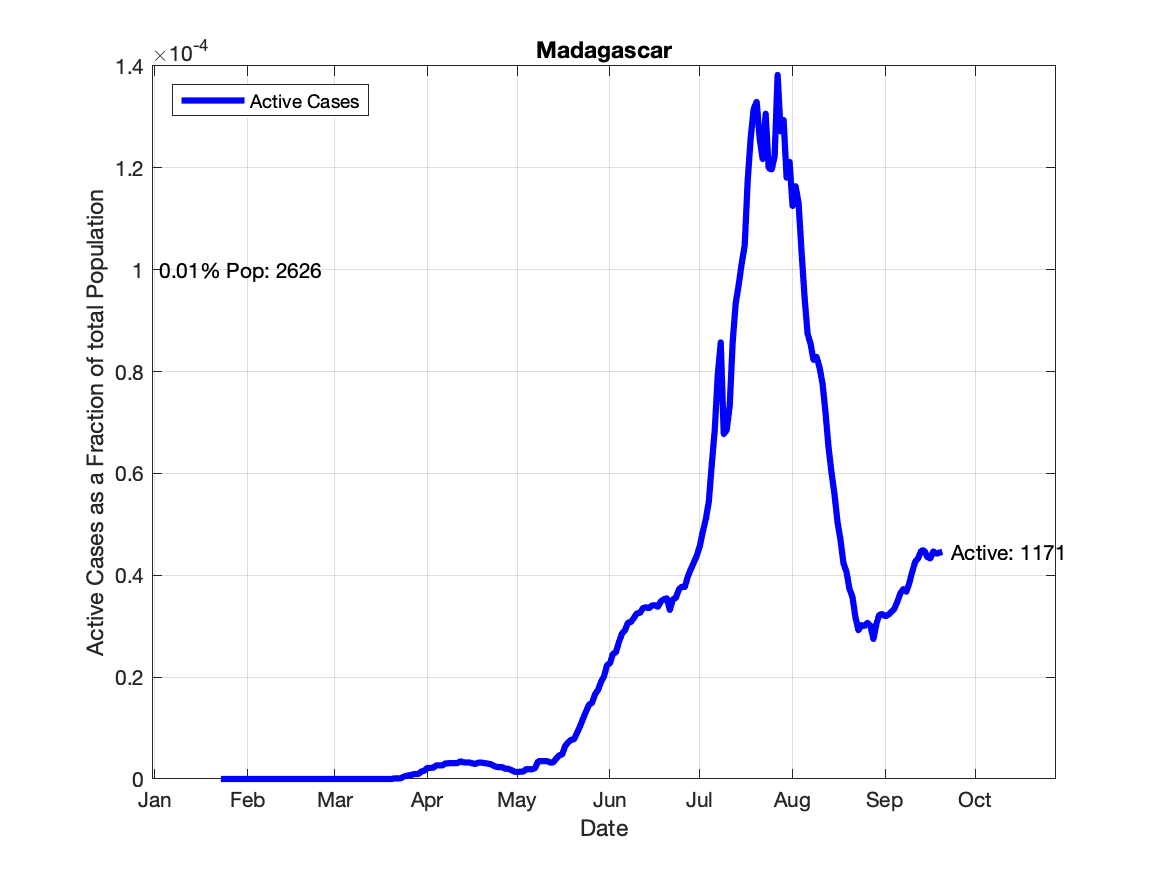 Madagascar
×10-4
1.4
1.2
1
0.8
0.6
0.4
0.2
0
Active Cases as a Fraction of total Population
Active Cases
0.01% Pop: 2626
Active: 1171
Jan Feb Mar Apr May Jun Jul Aug Sep Oct
Date